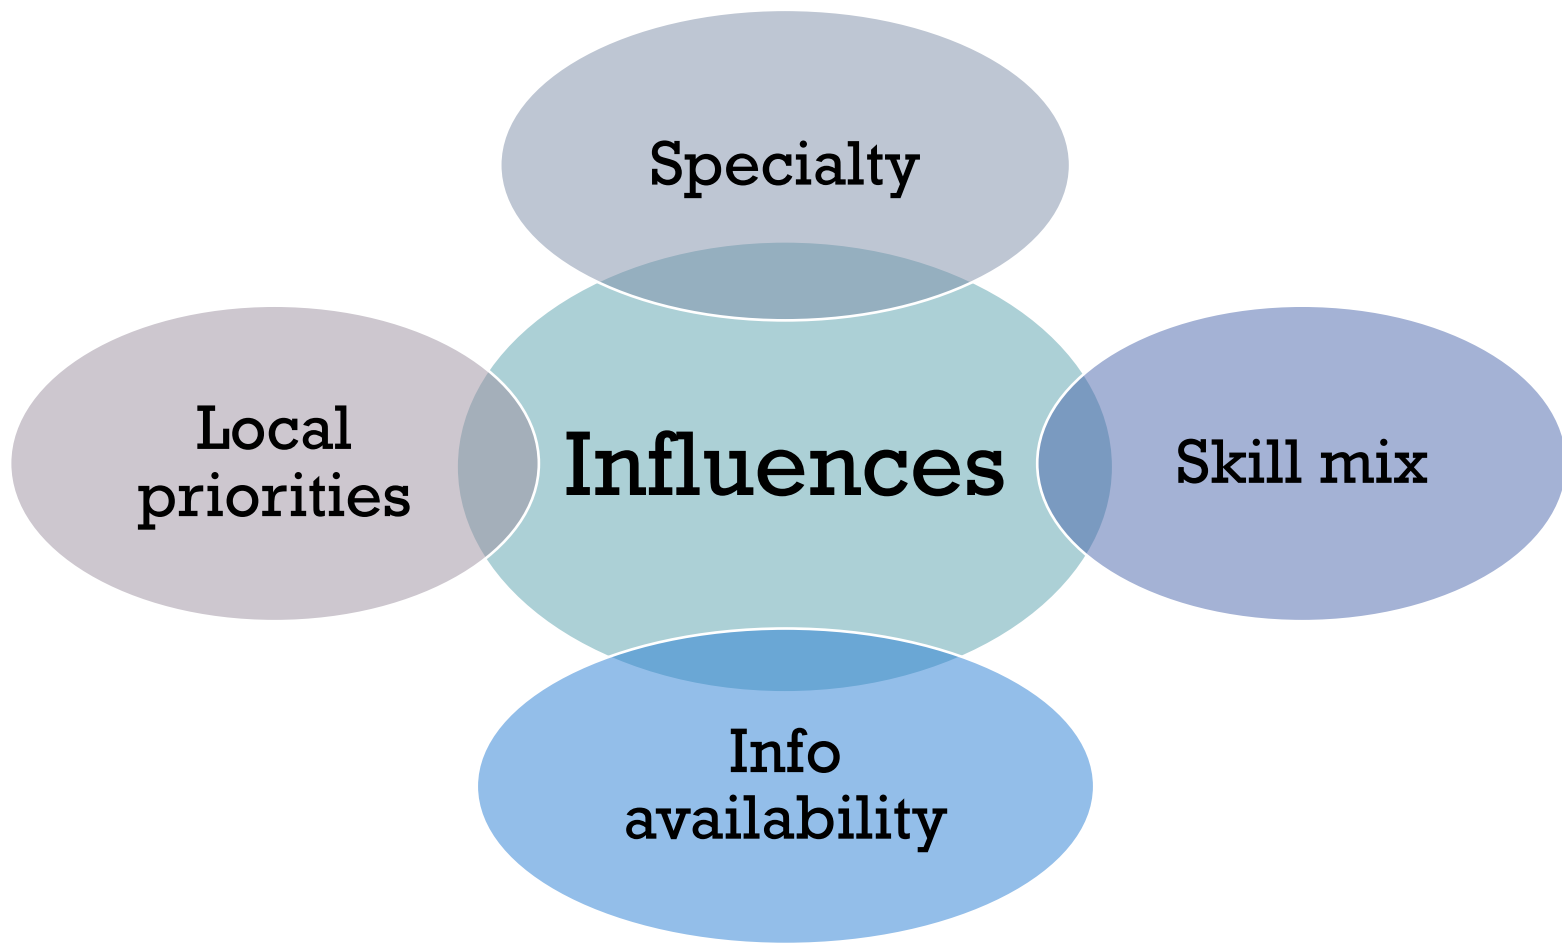 Specialty
Local
priorities
Influences
Skill mix
Info
availability